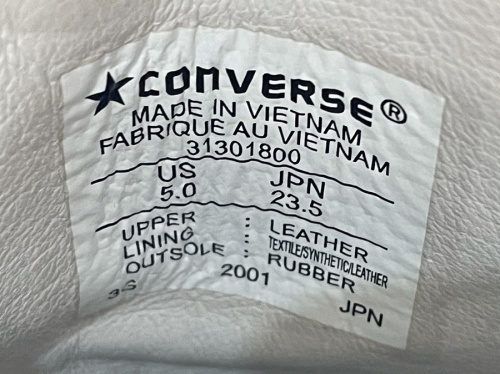 ★CONVERSE®
MADE IN VIETNAM
FABRIQUE AU VIETNAM
31301800
US JPN
5.0 23.5
UPPER : LEATHER
LINING : TEXTILE/SYNTHETIC/LEATHER
OUTSOLE : RUBBER
3S 2001 JPN